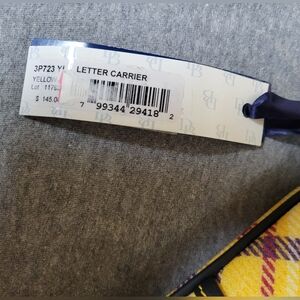 3P723 LETTER CARRIER
YELLOW
Lot
$ 145.0
7 99344 29418 2